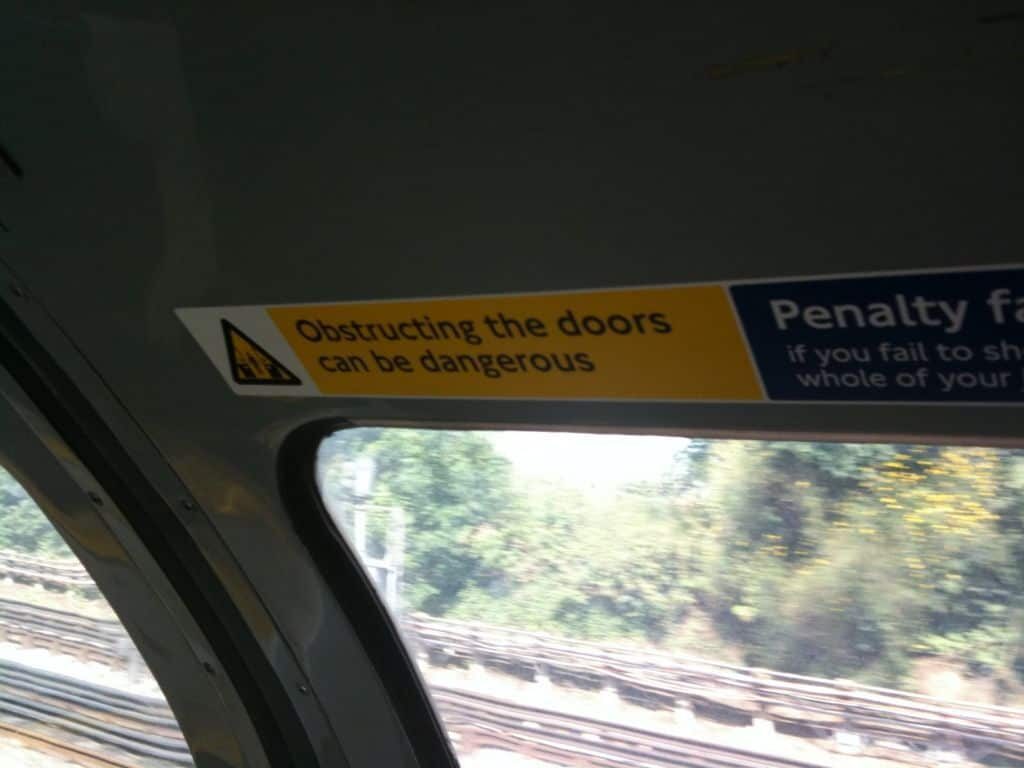 Obstructing the doors
can be dangerous
Penalty
if you fail to
whole of your